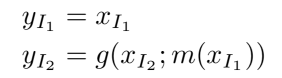 y_{I_1} = x_{I_1}
y_{I_2} = g(x_{I_2}; m(x_{I_1}))